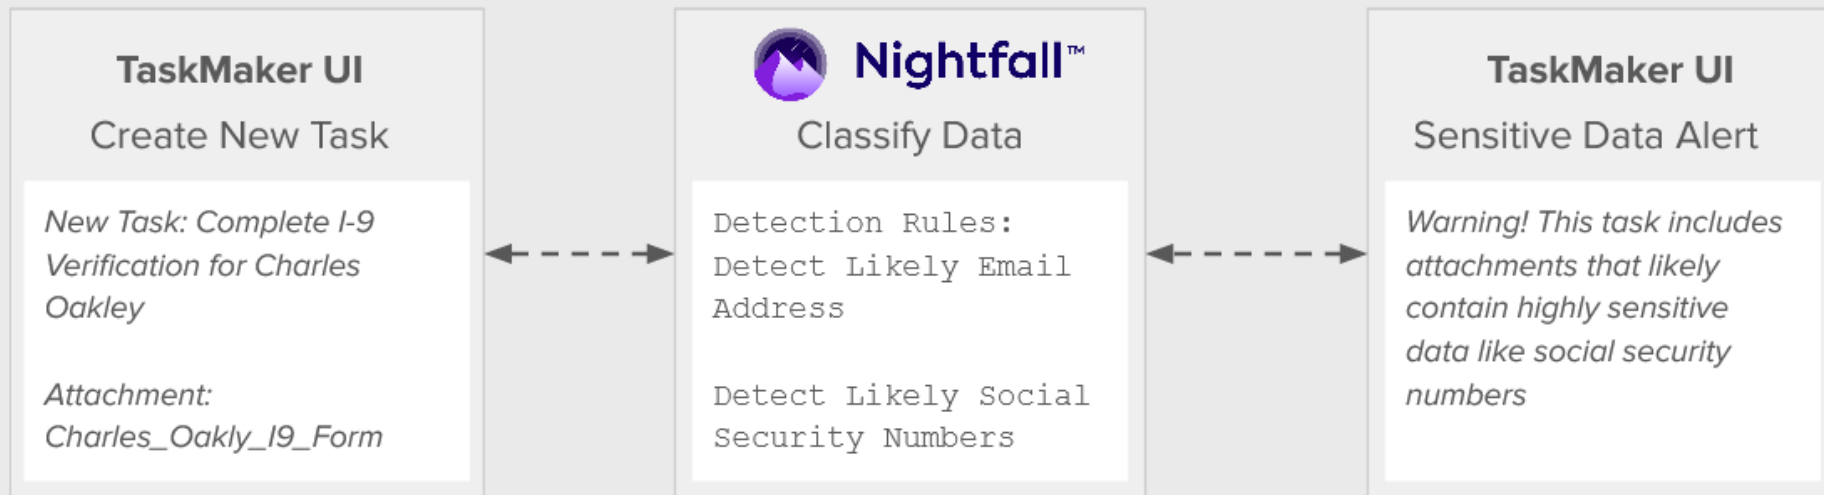 TaskMaker UI
Create New Task
New Task: Complete I-9
Verification for Charles
Oakley
Attachment:
Charles_Oakly_I9_Form
Nightfall™
Classify Data
Detection Rules:
Detect Likely Email
Address
Detect Likely Social
Security Numbers
TaskMaker UI
Sensitive Data Alert
Warning! This task includes
attachments that likely
contain highly sensitive
data like social security
numbers